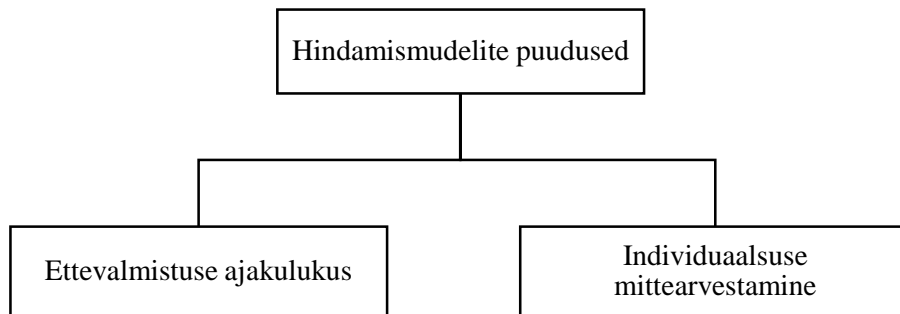 Hindamismudelite puudused
Ettevalmistuse ajakulukus
Individuaalsuse
mittearvestamine